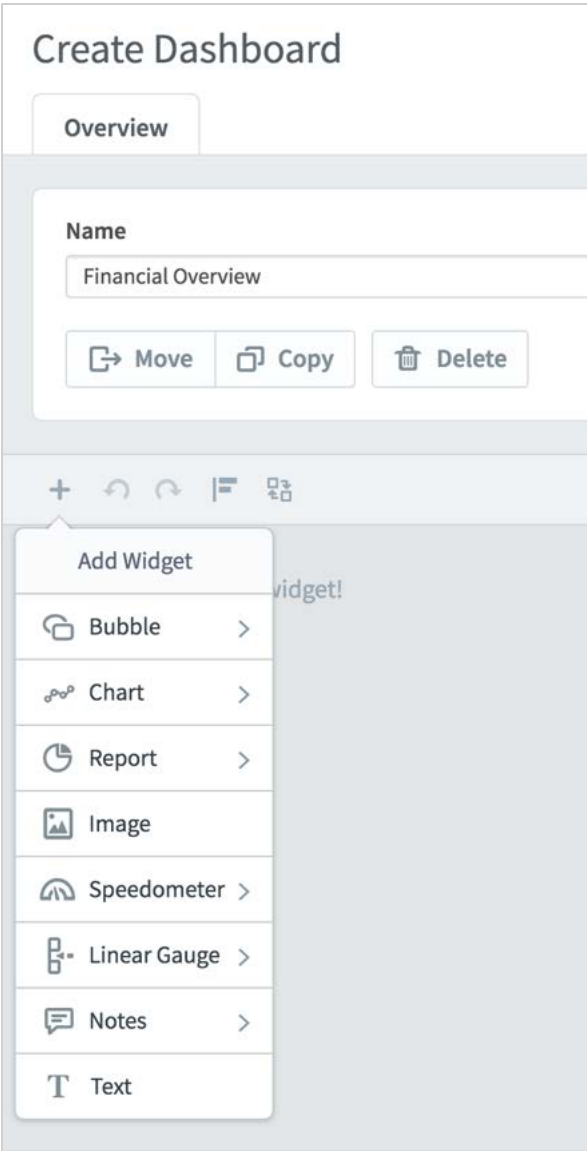 Create Dashboard
Overview
Name
Financial Overview
Move Copy Delete
Add Widget
widget!
Bubble
Chart
Report
Image
Speedometer
Linear Gauge
Notes
Text